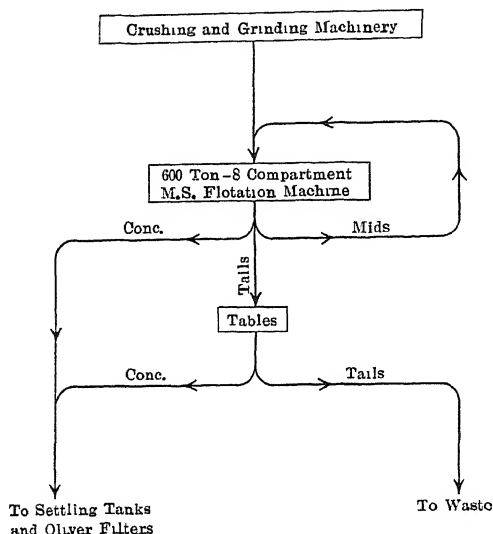 Crushing and Grinding Machinery
600 Ton-8 Compartment
M.S. Flotation Machine
Conc.
Mids
Tails
Tables
Conc.
Tails
To Settling Tanks
and Oliver Filters
To Waste